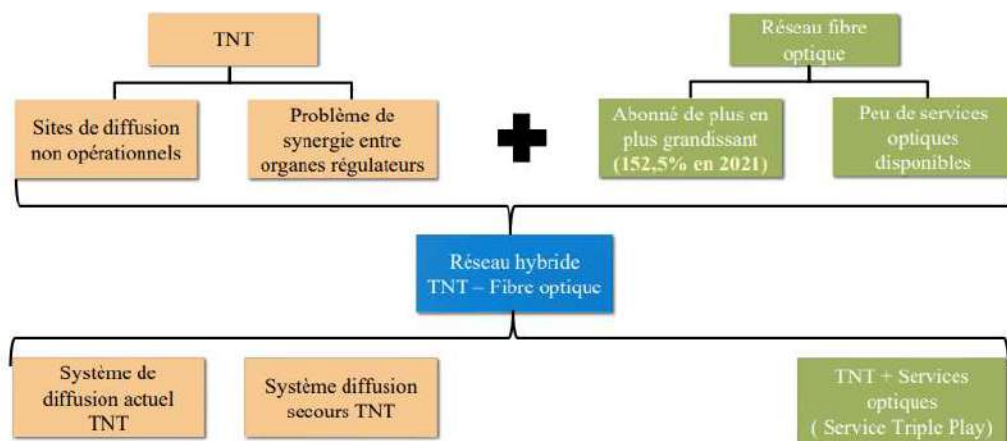 TNT
Réseau fibre
optique
Sites de diffusion
non opérationnels
Problème de
synergie entre
organes régulateurs
Abonné de plus en
plus grandissant
(152,5% en 2021)
Peu de services
optiques
disponibles
Réseau hybride
TNT – Fibre optique
Système de
diffusion actuel
TNT
Système diffusion
secours TNT
TNT + Services
optiques
( Service Triple Play)